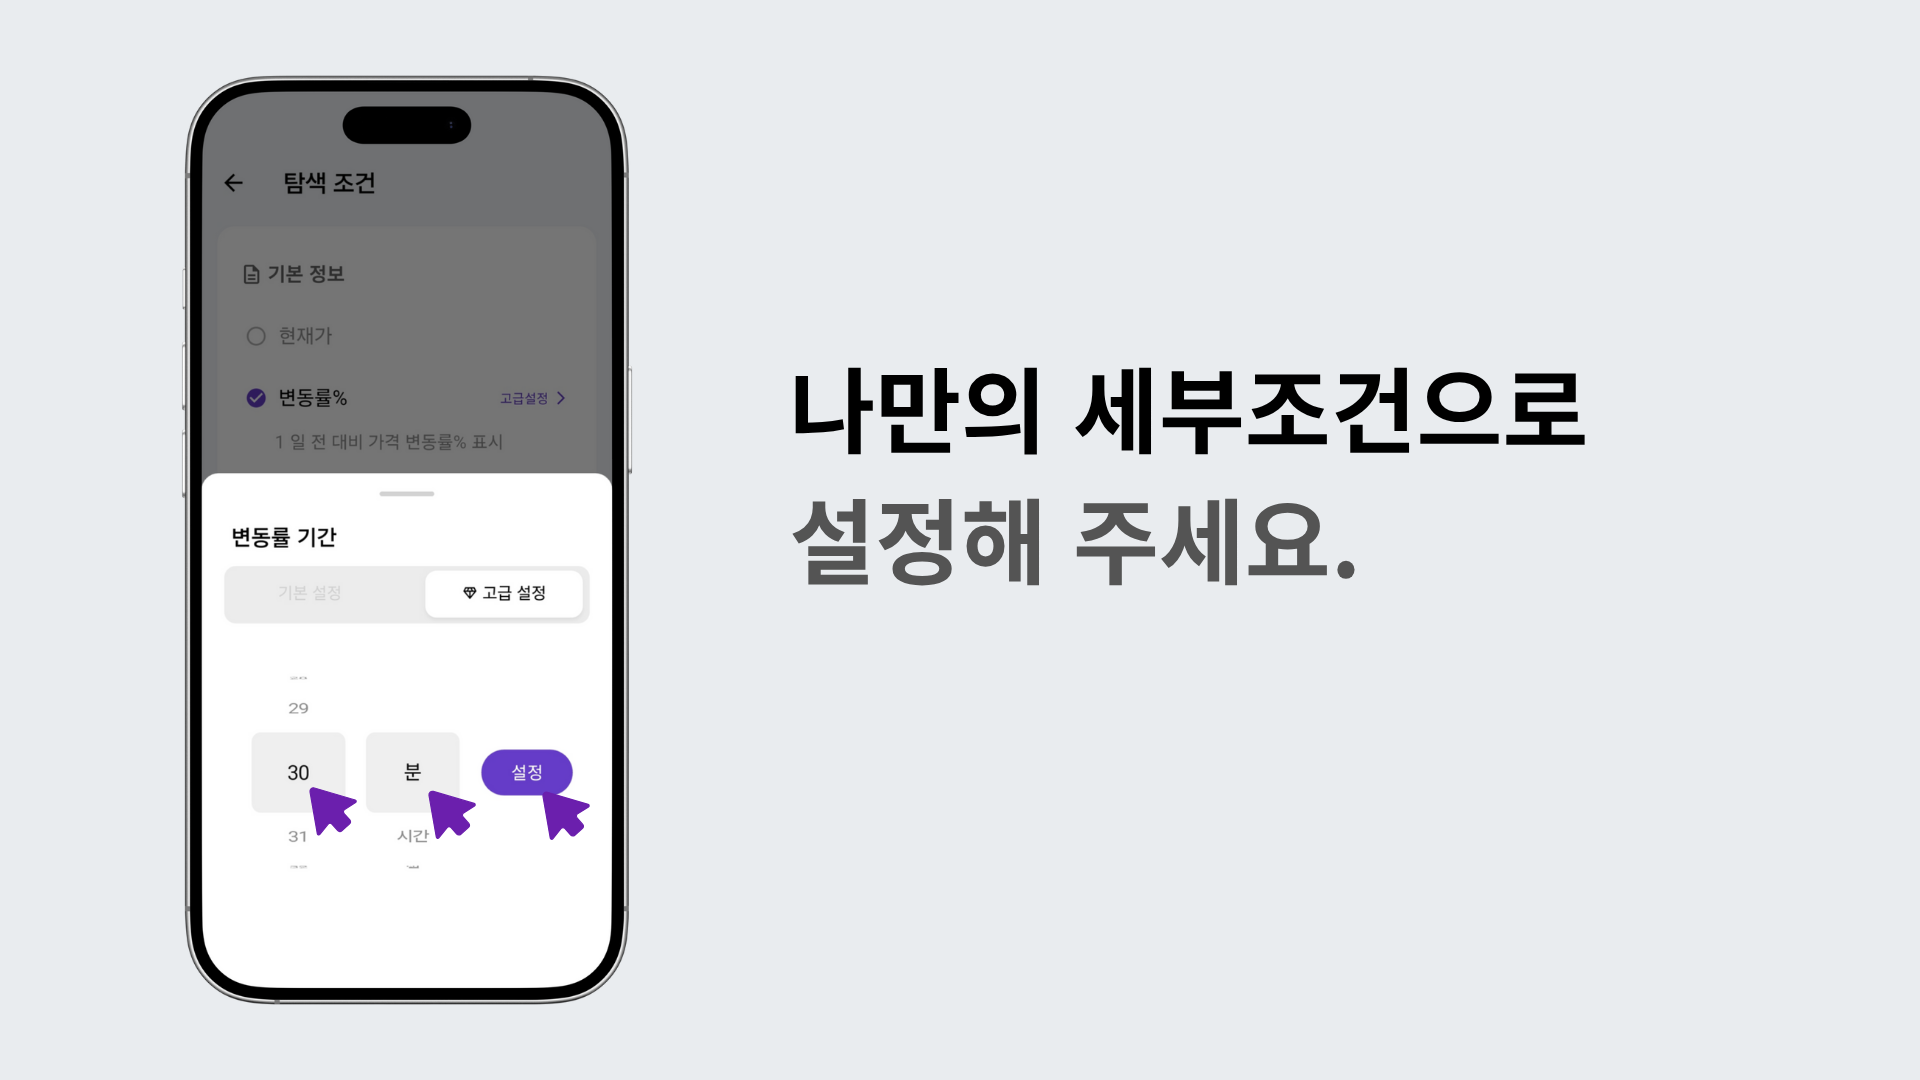 탐색 조건
기본 정보
현재가
변동률%
고급설정
1 일 전 대비 가격 변동률% 표시
변동률 기간
기본 설정
고급 설정
29
30
분
설정
31
시간
나만의 세부조건으로
설정해 주세요.